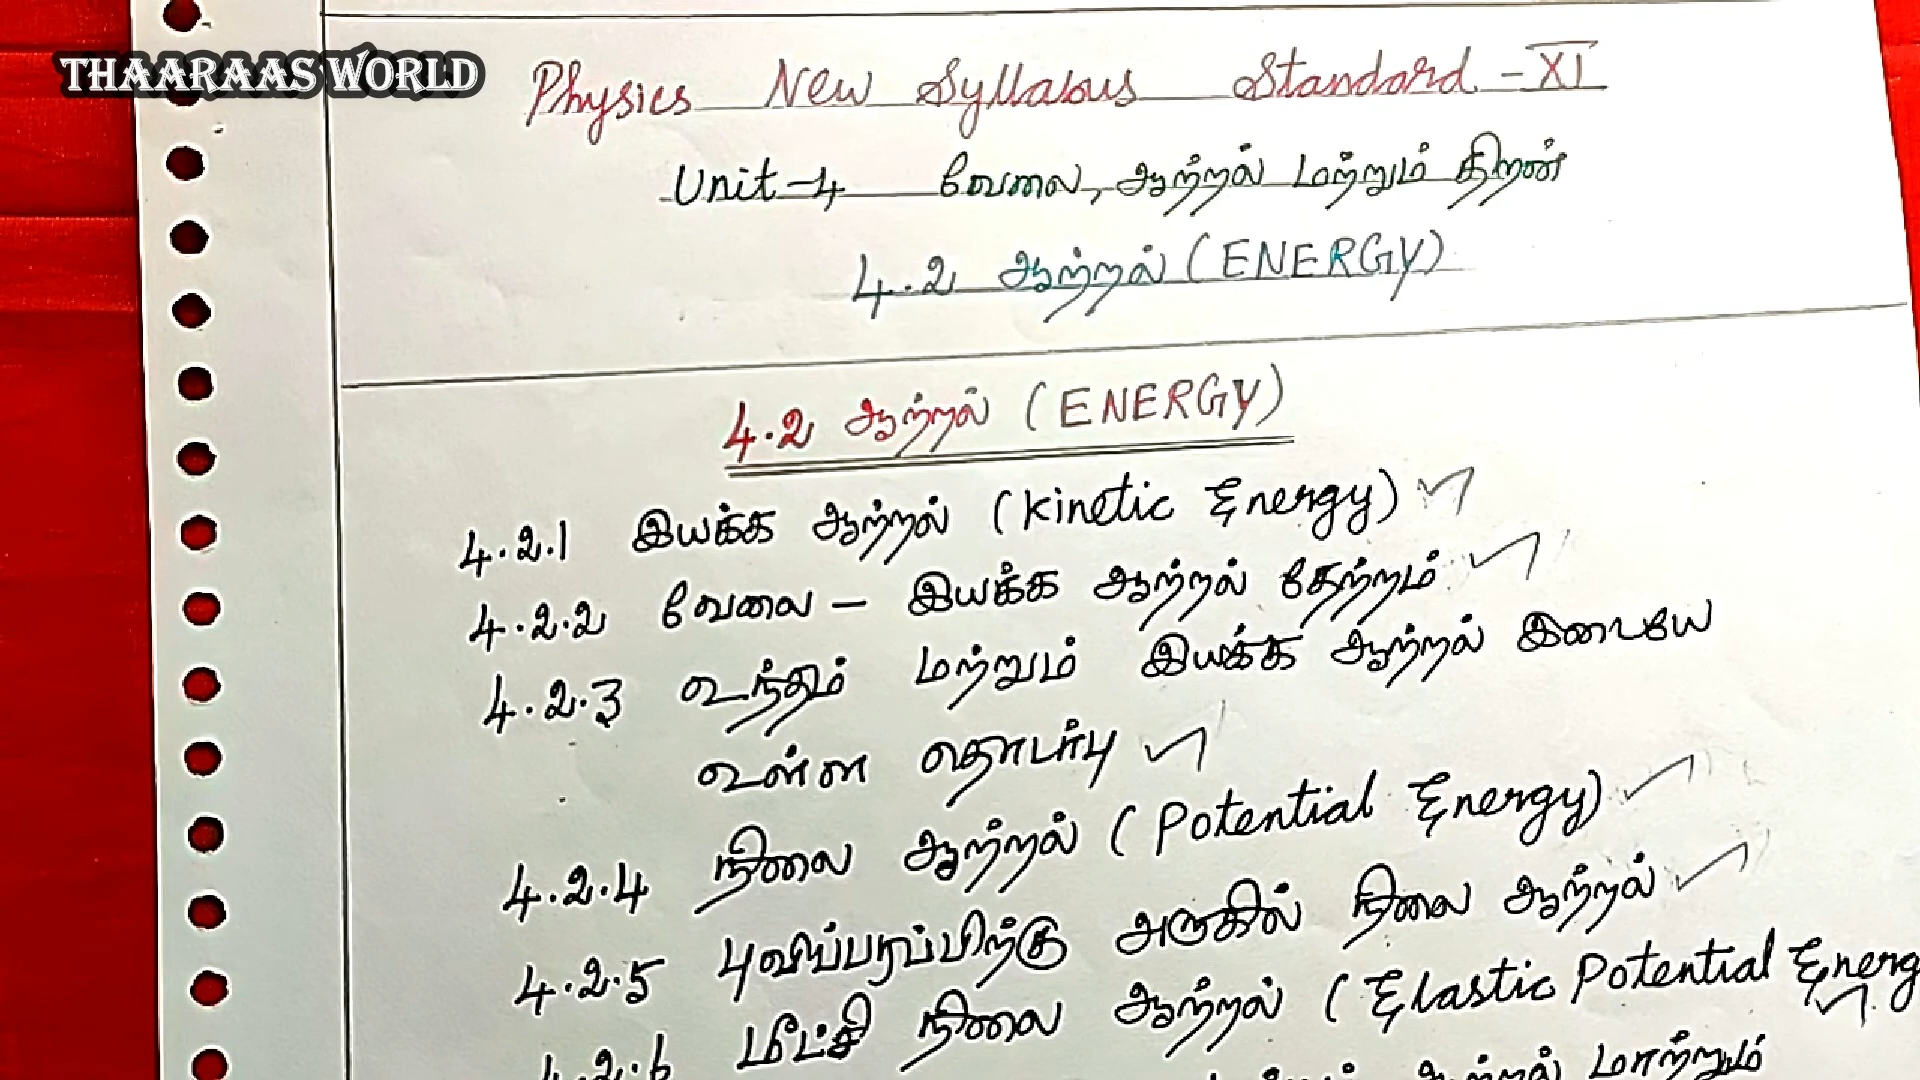 THAARAAS WORLD
Physics New Syllabus Standard - XI
Unit-4 வேலை, ஆற்றல் மற்றும் திறன்
4.2 ஆற்றல் (ENERGY)
4.2 ஆற்றல் (ENERGY)
4.2.1 இயக்க ஆற்றல் (Kinetic Energy)
4.2.2 வேலை – இயக்க ஆற்றல் தேற்றம்
4.2.3 உந்தம் மற்றும் இயக்க ஆற்றல் இடையே
உள்ள தொடர்பு
4.2.4 நிலை ஆற்றல் (Potential Energy)
4.2.5 புவிப்பரப்பிற்கு அருகில் நிலை ஆற்றல்
4.2.6 மீட்சி நிலை ஆற்றல் (Elastic Potential Energ
ஆற்றல் மாற்றும்